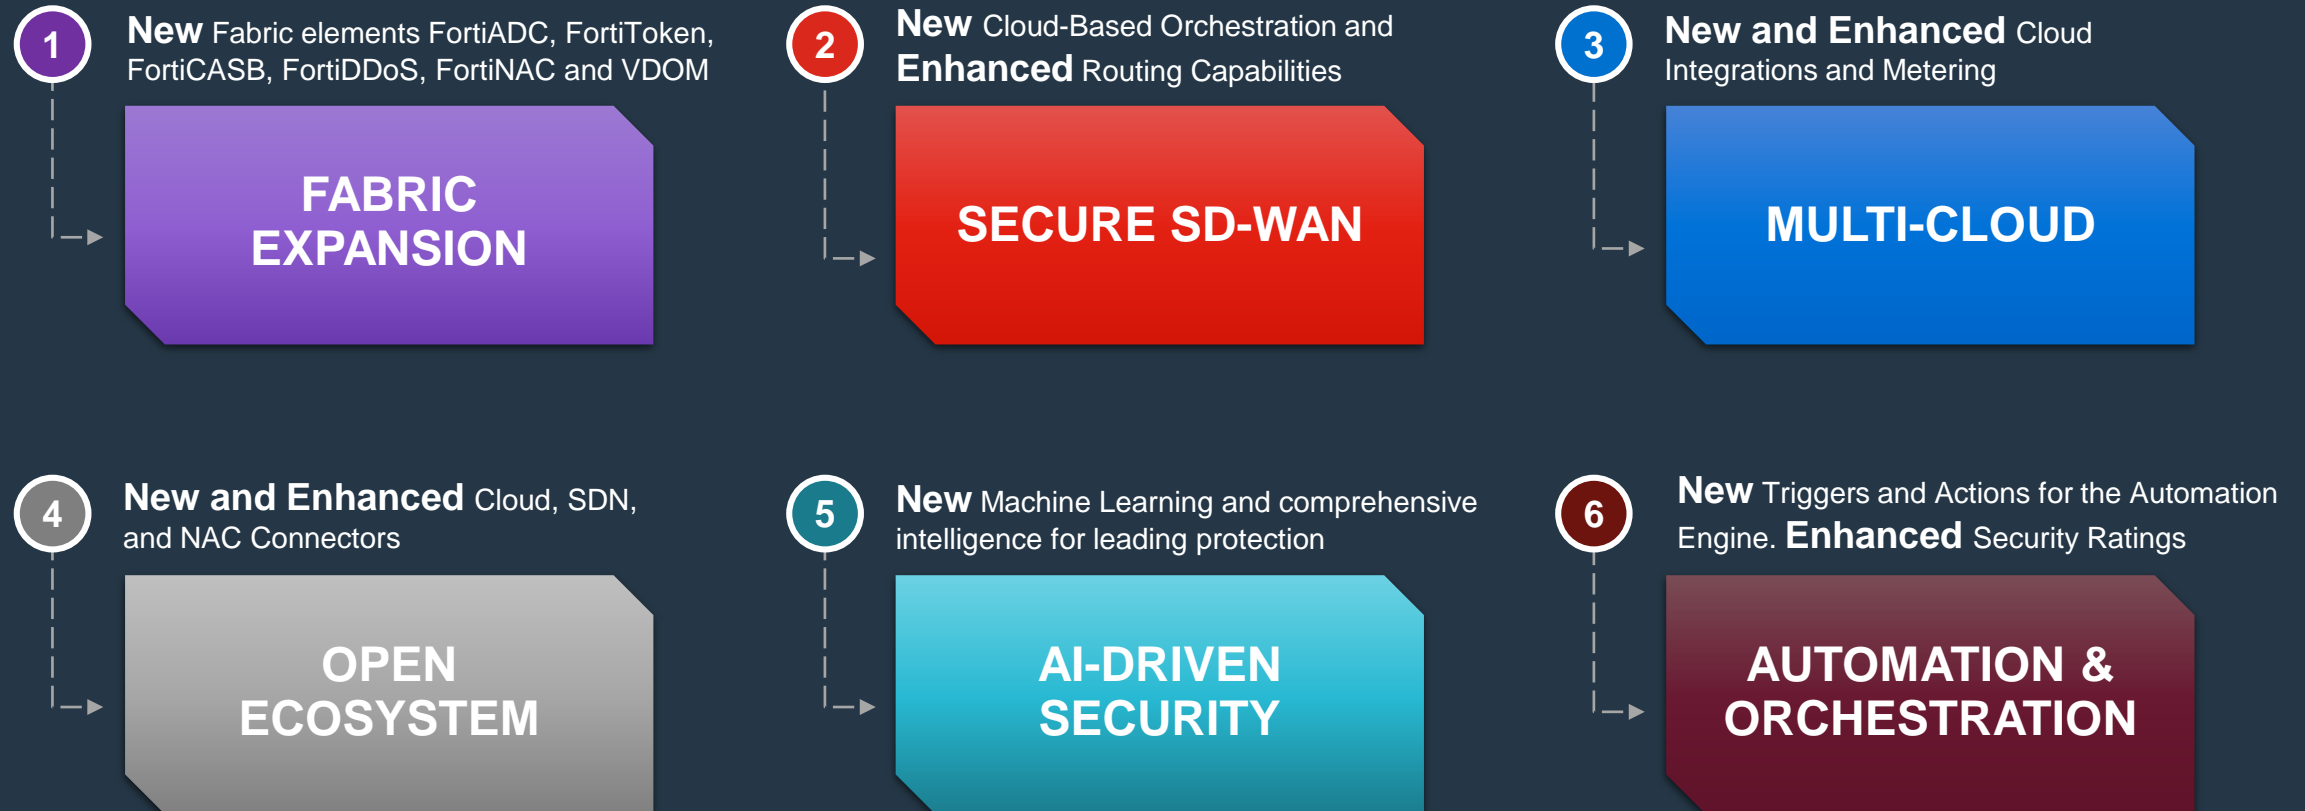 1
New Fabric elements FortiADC, FortiToken,
FortiCASB, FortiDDoS, FortiNAC and VDOM
FABRIC
EXPANSION
2
New Cloud-Based Orchestration and
Enhanced Routing Capabilities
SECURE SD-WAN
3
New and Enhanced Cloud
Integrations and Metering
MULTI-CLOUD
4
New and Enhanced Cloud, SDN,
and NAC Connectors
OPEN
ECOSYSTEM
5
New Machine Learning and comprehensive
intelligence for leading protection
AI-DRIVEN
SECURITY
6
New Triggers and Actions for the Automation
Engine. Enhanced Security Ratings
AUTOMATION &
ORCHESTRATION